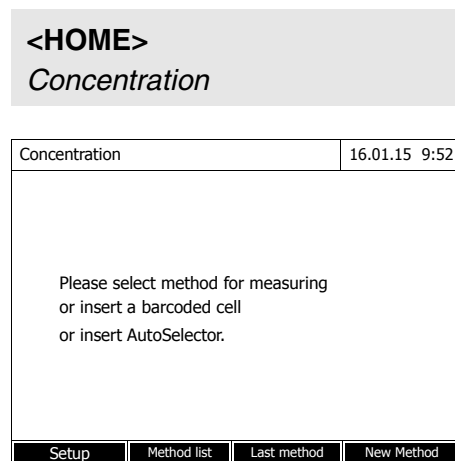 <HOME>
Concentration
Concentration 16.01.15 9:52
Please select method for measuring
or insert a barcoded cell
or insert AutoSelector.
Setup Method list Last method New Method